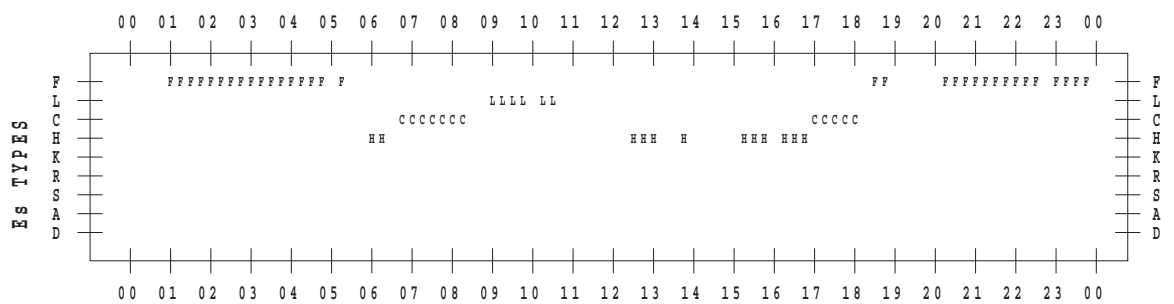 00 01 02 03 04 05 06 07 08 09 10 11 12 13 14 15 16 17 18 19 20 21 22 23 00
F FFFFFFFFFFFFFFFF F FF FFFFFFFFFF FFFF F
L LLLL LL L
C CCCCCCC CCCCC C
H HH HHH H HHH HHH H
K K
R R
S S
A A
D D
Es TYPES
00 01 02 03 04 05 06 07 08 09 10 11 12 13 14 15 16 17 18 19 20 21 22 23 00